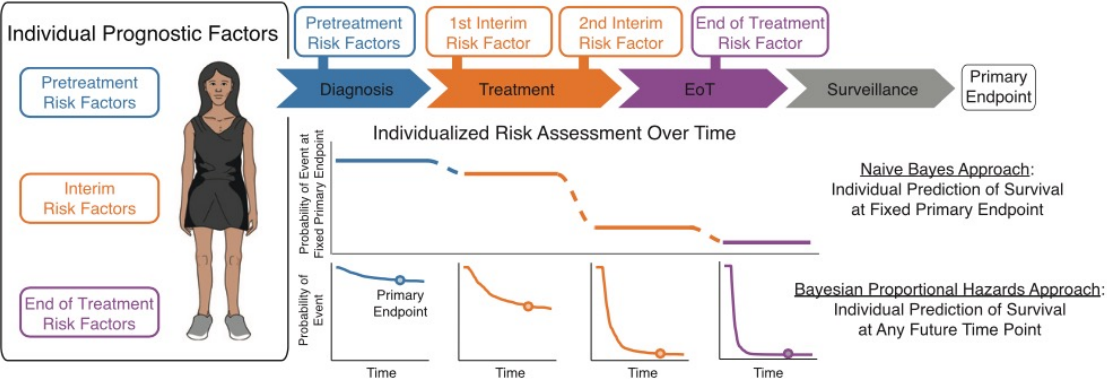 Individual Prognostic Factors
Pretreatment
Risk Factors
Interim
Risk Factors
End of Treatment
Risk Factors
Pretreatment
Risk Factors
1st Interim
Risk Factor
2nd Interim
Risk Factor
End of Treatment
Risk Factor
Diagnosis
Treatment
EoT
Surveillance
Primary
Endpoint
Individualized Risk Assessment Over Time
Probability of Event at
Fixed Primary Endpoint
Naive Bayes Approach:
Individual Prediction of Survival
at Fixed Primary Endpoint
Probability of
Event
Primary
Endpoint
Time
Time
Time
Time
Bayesian Proportional Hazards Approach:
Individual Prediction of Survival
at Any Future Time Point